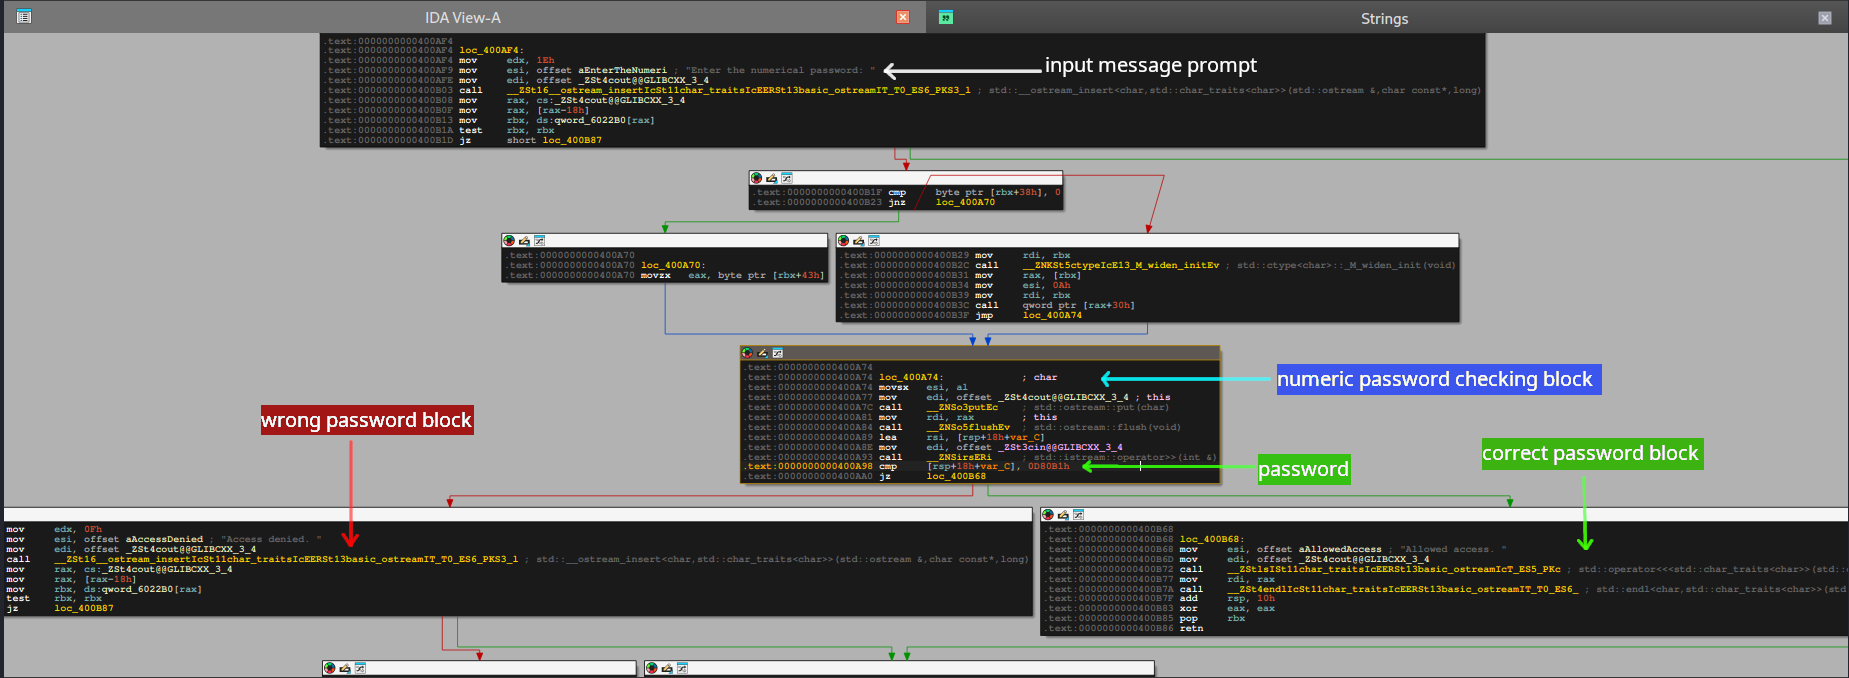 IDA View-A
Strings
.text:0000000000400AF4
.text:0000000000400AF4 loc_400AF4:
.text:0000000000400AF4 mov edx, 1Eh
.text:0000000000400AF9 mov esi, offset aEnterTheNumeri ; "Enter the numerical password: "
.text:0000000000400AFE mov edi, offset _ZSt4cout@@GLIBCXX_3_4
.text:0000000000400B03 call __ZSt16__ostream_insertIcSt11char_traitsIcEERSt13basic_ostreamIT_T0_ES6_PKS3_l ; std::__ostream_insert<char,std::char_traits<char>>(std::ostream &,char const*,long)
.text:0000000000400B08 mov rax, cs:_ZSt4cout@@GLIBCXX_3_4
.text:0000000000400B0F mov rax, [rax-18h]
.text:0000000000400B13 mov rbx, ds:qword_6022B0[rax]
.text:0000000000400B1A test rbx, rbx
.text:0000000000400B1D jz short loc_400B87
input message prompt
.text:0000000000400B1F cmp byte ptr [rbx+38h], 0
.text:0000000000400B23 jnz loc_400A70
.text:0000000000400A70
.text:0000000000400A70 loc_400A70:
.text:0000000000400A70 movzx eax, byte ptr [rbx+43h]
.text:0000000000400B29 mov rdi, rbx
.text:0000000000400B2C call __ZNKSt5ctypeIcE13_M_widen_initEv ; std::ctype<char>::_M_widen_init(void)
.text:0000000000400B31 mov rax, [rbx]
.text:0000000000400B34 mov esi, 0Ah
.text:0000000000400B39 mov rdi, rbx
.text:0000000000400B3C call qword ptr [rax+30h]
.text:0000000000400B3F jmp loc_400A74
.text:0000000000400A74
.text:0000000000400A74 loc_400A74: ; char
.text:0000000000400A74 movsx esi, al
.text:0000000000400A77 mov edi, offset _ZSt4cout@@GLIBCXX_3_4 ; this
.text:0000000000400A7C call __ZNSo3putEc ; std::ostream::put(char)
.text:0000000000400A81 mov rdi, rax ; this
.text:0000000000400A84 call __ZNSo5flushEv ; std::ostream::flush(void)
.text:0000000000400A89 lea rsi, [rsp+18h+var_C]
.text:0000000000400A8E mov edi, offset _ZSt3cin@@GLIBCXX_3_4
.text:0000000000400A93 call __ZNSirsERi ; std::istream::operator>>(int &)
.text:0000000000400A98 cmp [rsp+18h+var_C], 0D80B1h
.text:0000000000400AA0 jz loc_400B68
numeric password checking block
password
wrong password block
correct password block
mov edx, 0Fh
mov esi, offset aAccessDenied ; "Access denied. "
mov edi, offset _ZSt4cout@@GLIBCXX_3_4
call __ZSt16__ostream_insertIcSt11char_traitsIcEERSt13basic_ostreamIT_T0_ES6_PKS3_l ; std::__ostream_insert<char,std::char_traits<char>>(std::ostream &,char const*,long)
mov rax, cs:_ZSt4cout@@GLIBCXX_3_4
mov rax, [rax-18h]
mov rbx, ds:qword_6022B0[rax]
test rbx, rbx
jz loc_400B87
.text:0000000000400B68
.text:0000000000400B68 loc_400B68:
.text:0000000000400B68 mov esi, offset aAllowedAccess ; "Allowed access. "
.text:0000000000400B6D mov edi, offset _ZSt4cout@@GLIBCXX_3_4
.text:0000000000400B72 call __ZStlsISt11char_traitsIcEERSt13basic_ostreamIcT_ES5_PKc ; std::operator<<<std::char_traits<char>>(std::
.text:0000000000400B77 mov rdi, rax
.text:0000000000400B7A call __ZSt4endlIcSt11char_traitsIcEERSt13basic_ostreamIT_T0_ES6_ ; std::endl<char,std::char_traits<char>>(std
.text:0000000000400B7F add rsp, 10h
.text:0000000000400B83 xor eax, eax
.text:0000000000400B85 pop rbx
.text:0000000000400B86 retn